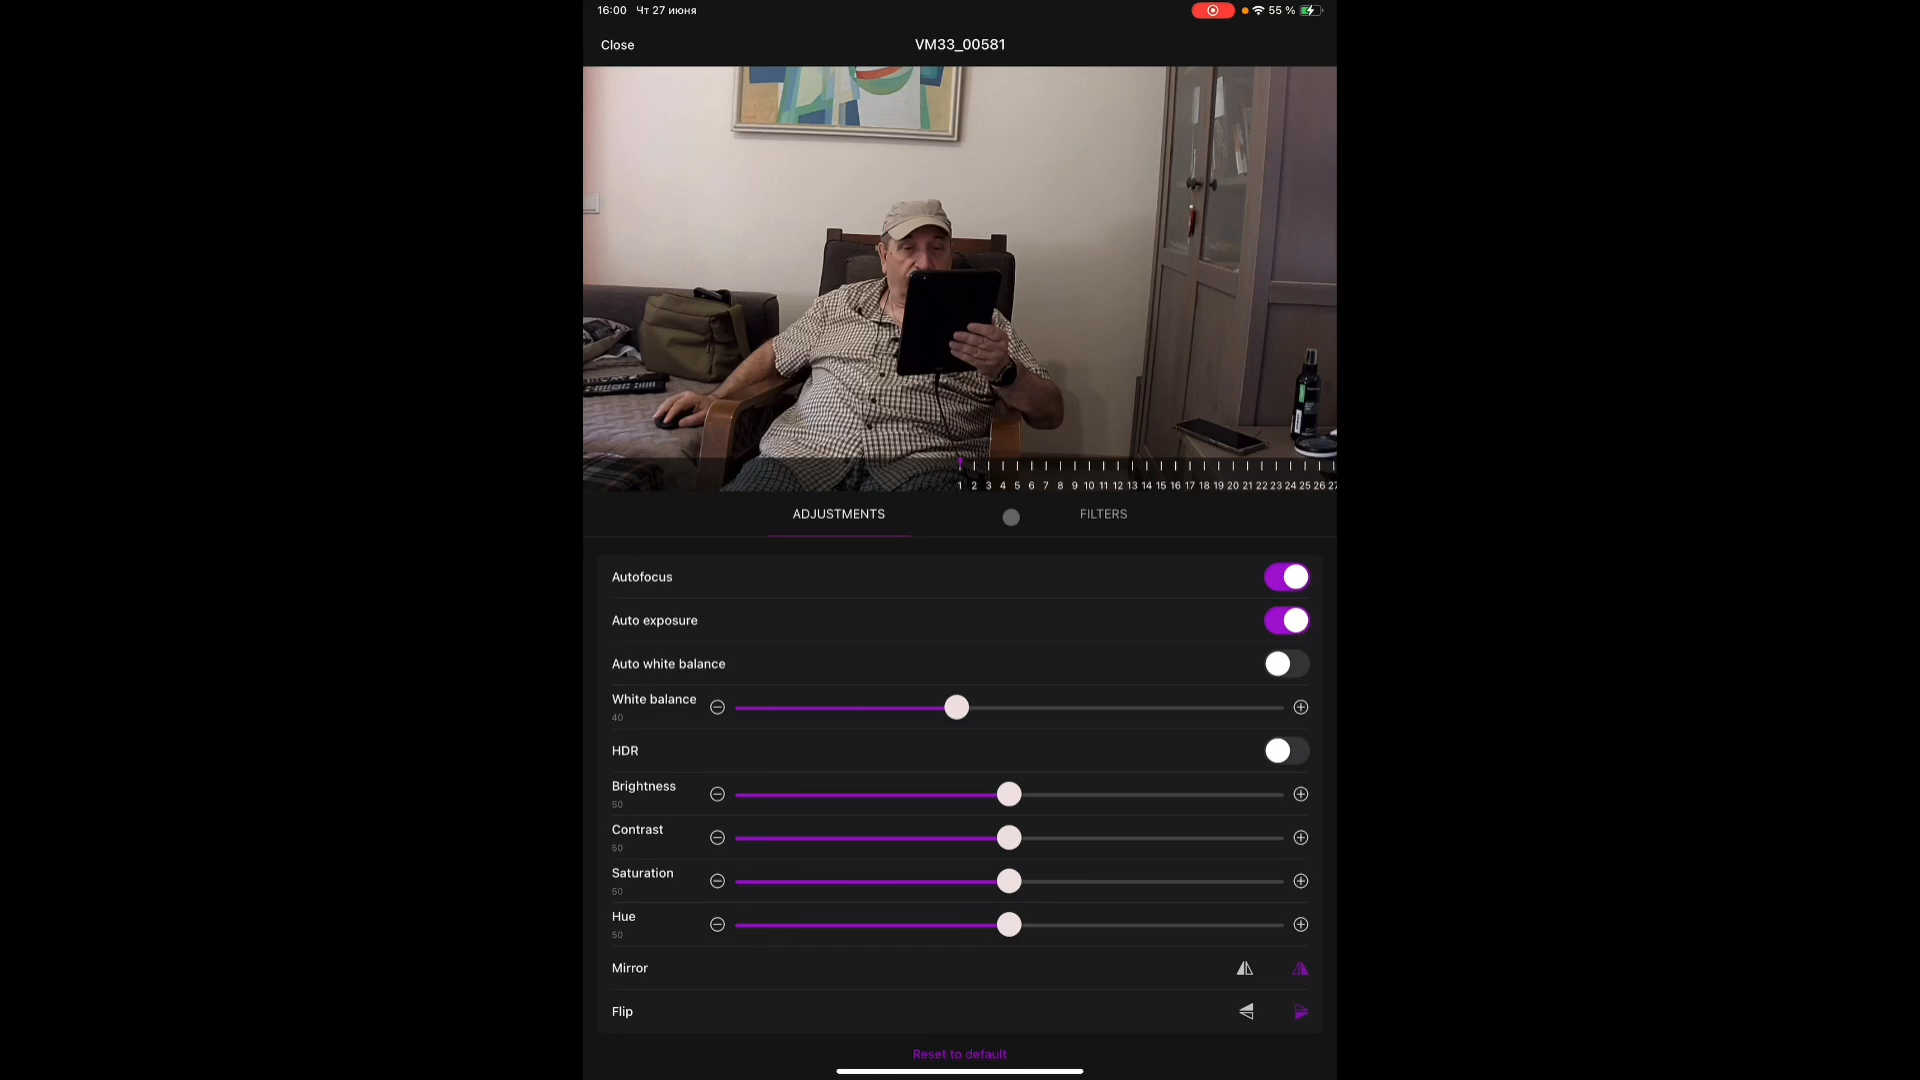 16:00 Чт 27 июня
55 %
Close
VM33_00581
1 2 3 4 5 6 7 8 9 10 11 12 13 14 15 16 17 18 19 20 21 22 23 24 25 26 27
ADJUSTMENTS
FILTERS
Autofocus
Auto exposure
Auto white balance
White balance
40
HDR
Brightness
50
Contrast
50
Saturation
50
Hue
50
Mirror
Flip
Reset to default